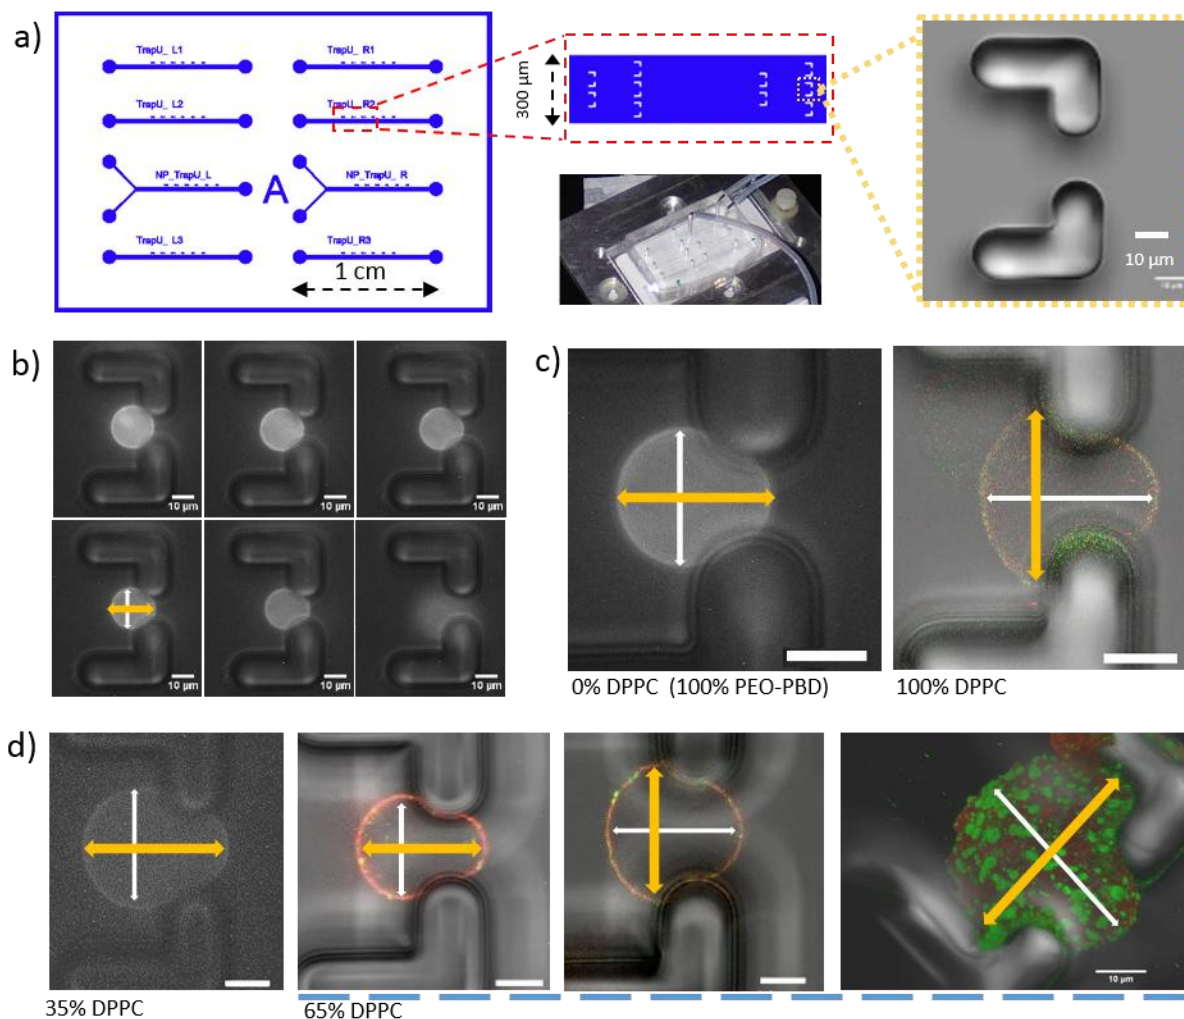 a)
TrapU_ L1
TrapU_ R1
TrapU_ L2
TrapU_ R2
NP_TrapU_L
A
NP_TrapU_ R
TrapU_ L3
TrapU_R3
1 cm
300 µm
10 µm
b)
10 µm
10 µm
10 µm
10 µm
10 µm
10 µm
c)
0% DPPC (100% PEO-PBD)
100% DPPC
d)
10 µm
35% DPPC
65% DPPC